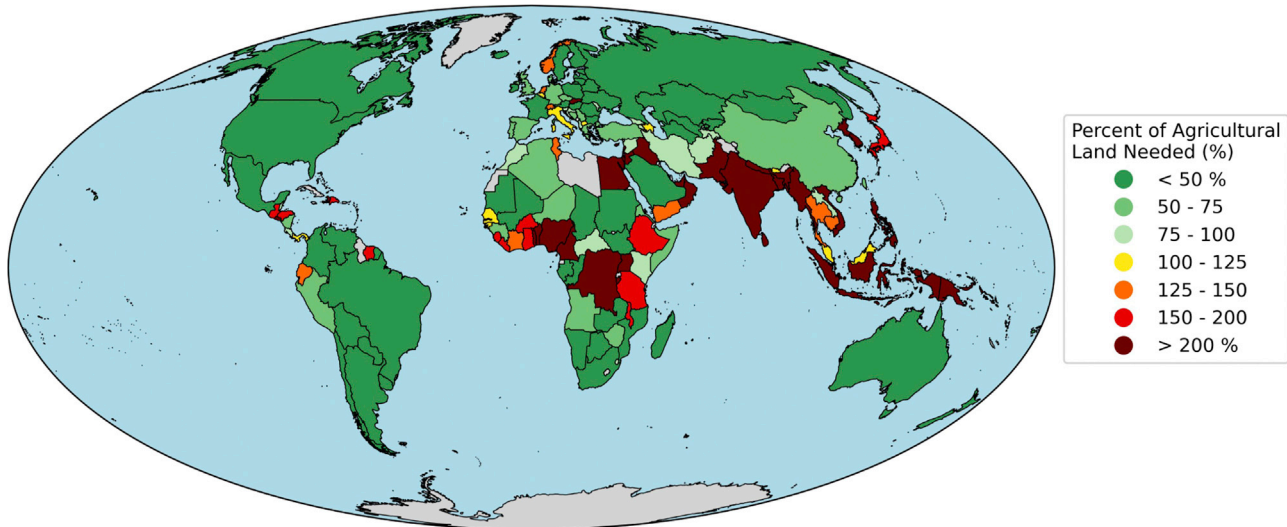 Percent of Agricultural
Land Needed (%)
< 50 %
50 - 75
75 - 100
100 - 125
125 - 150
150 - 200
> 200 %